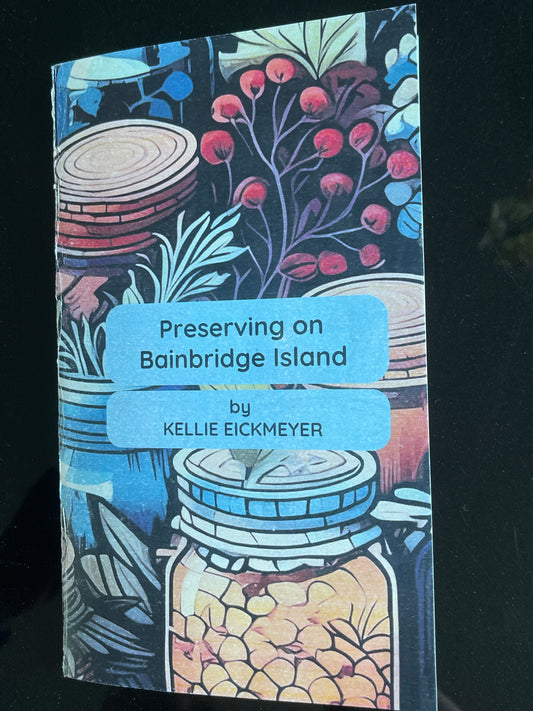 Preserving on
Bainbridge Island
by
KELLIE EICKMEYER